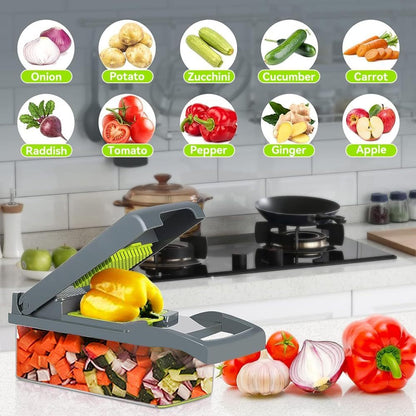 Onion
Potato
Zucchini
Cucumber
Carrot
Raddish
Tomato
Pepper
Ginger
Apple